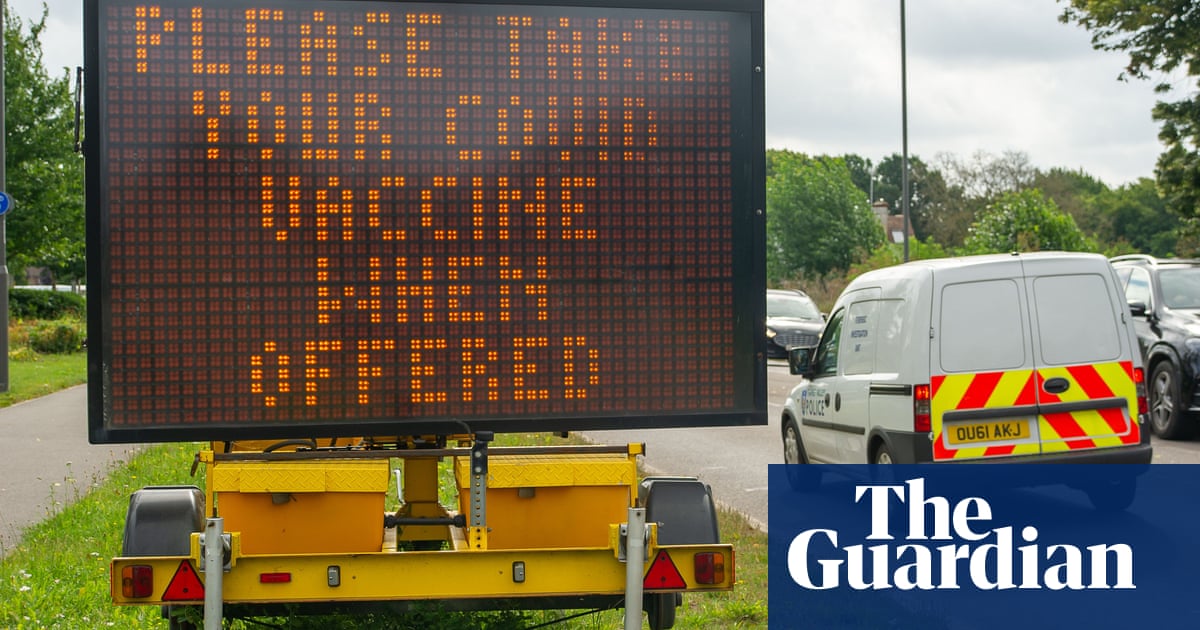 PLEASE TAKE
YOUR COVID
VACCINE
WHEN
OFFERED
POLICE
OU61 AKJ
The
Guardian